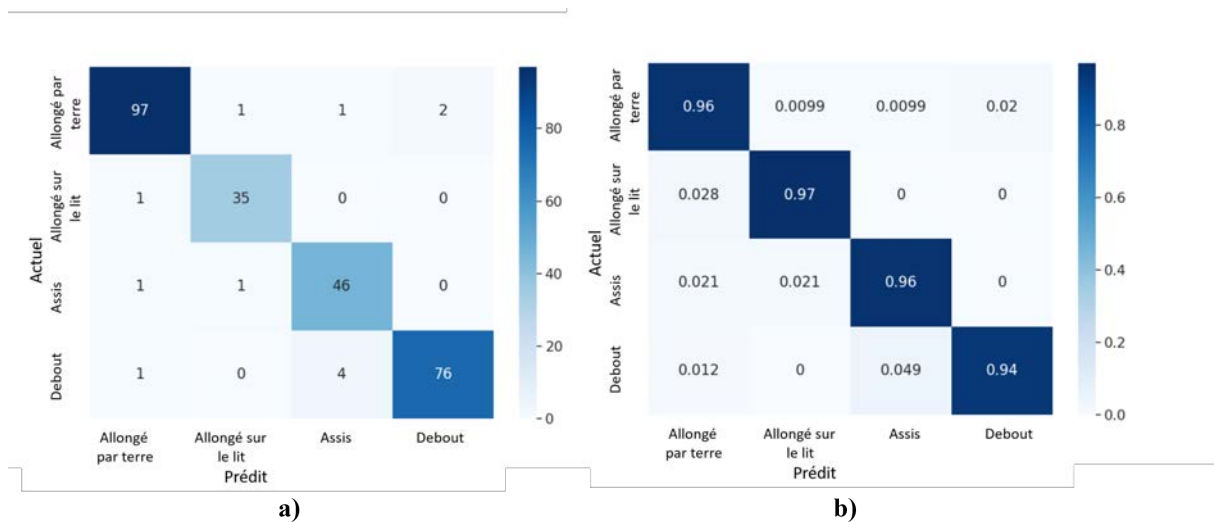 Allongé par
terre
97
1
1
2
Allongé sur
le lit
1
35
0
0
Assis
1
1
46
0
Debout
1
0
4
76
Actuel
Allongé
par terre
Allongé sur
le lit
Assis
Debout
Prédit
80
60
40
20
0
a)
Allongé par
terre
0.96
0.0099
0.0099
0.02
Allongé sur
le lit
0.028
0.97
0
0
Assis
0.021
0.021
0.96
0
Debout
0.012
0
0.049
0.94
Actuel
Allongé
par terre
Allongé sur
le lit
Assis
Debout
Prédit
0.8
0.6
0.4
0.2
0.0
b)